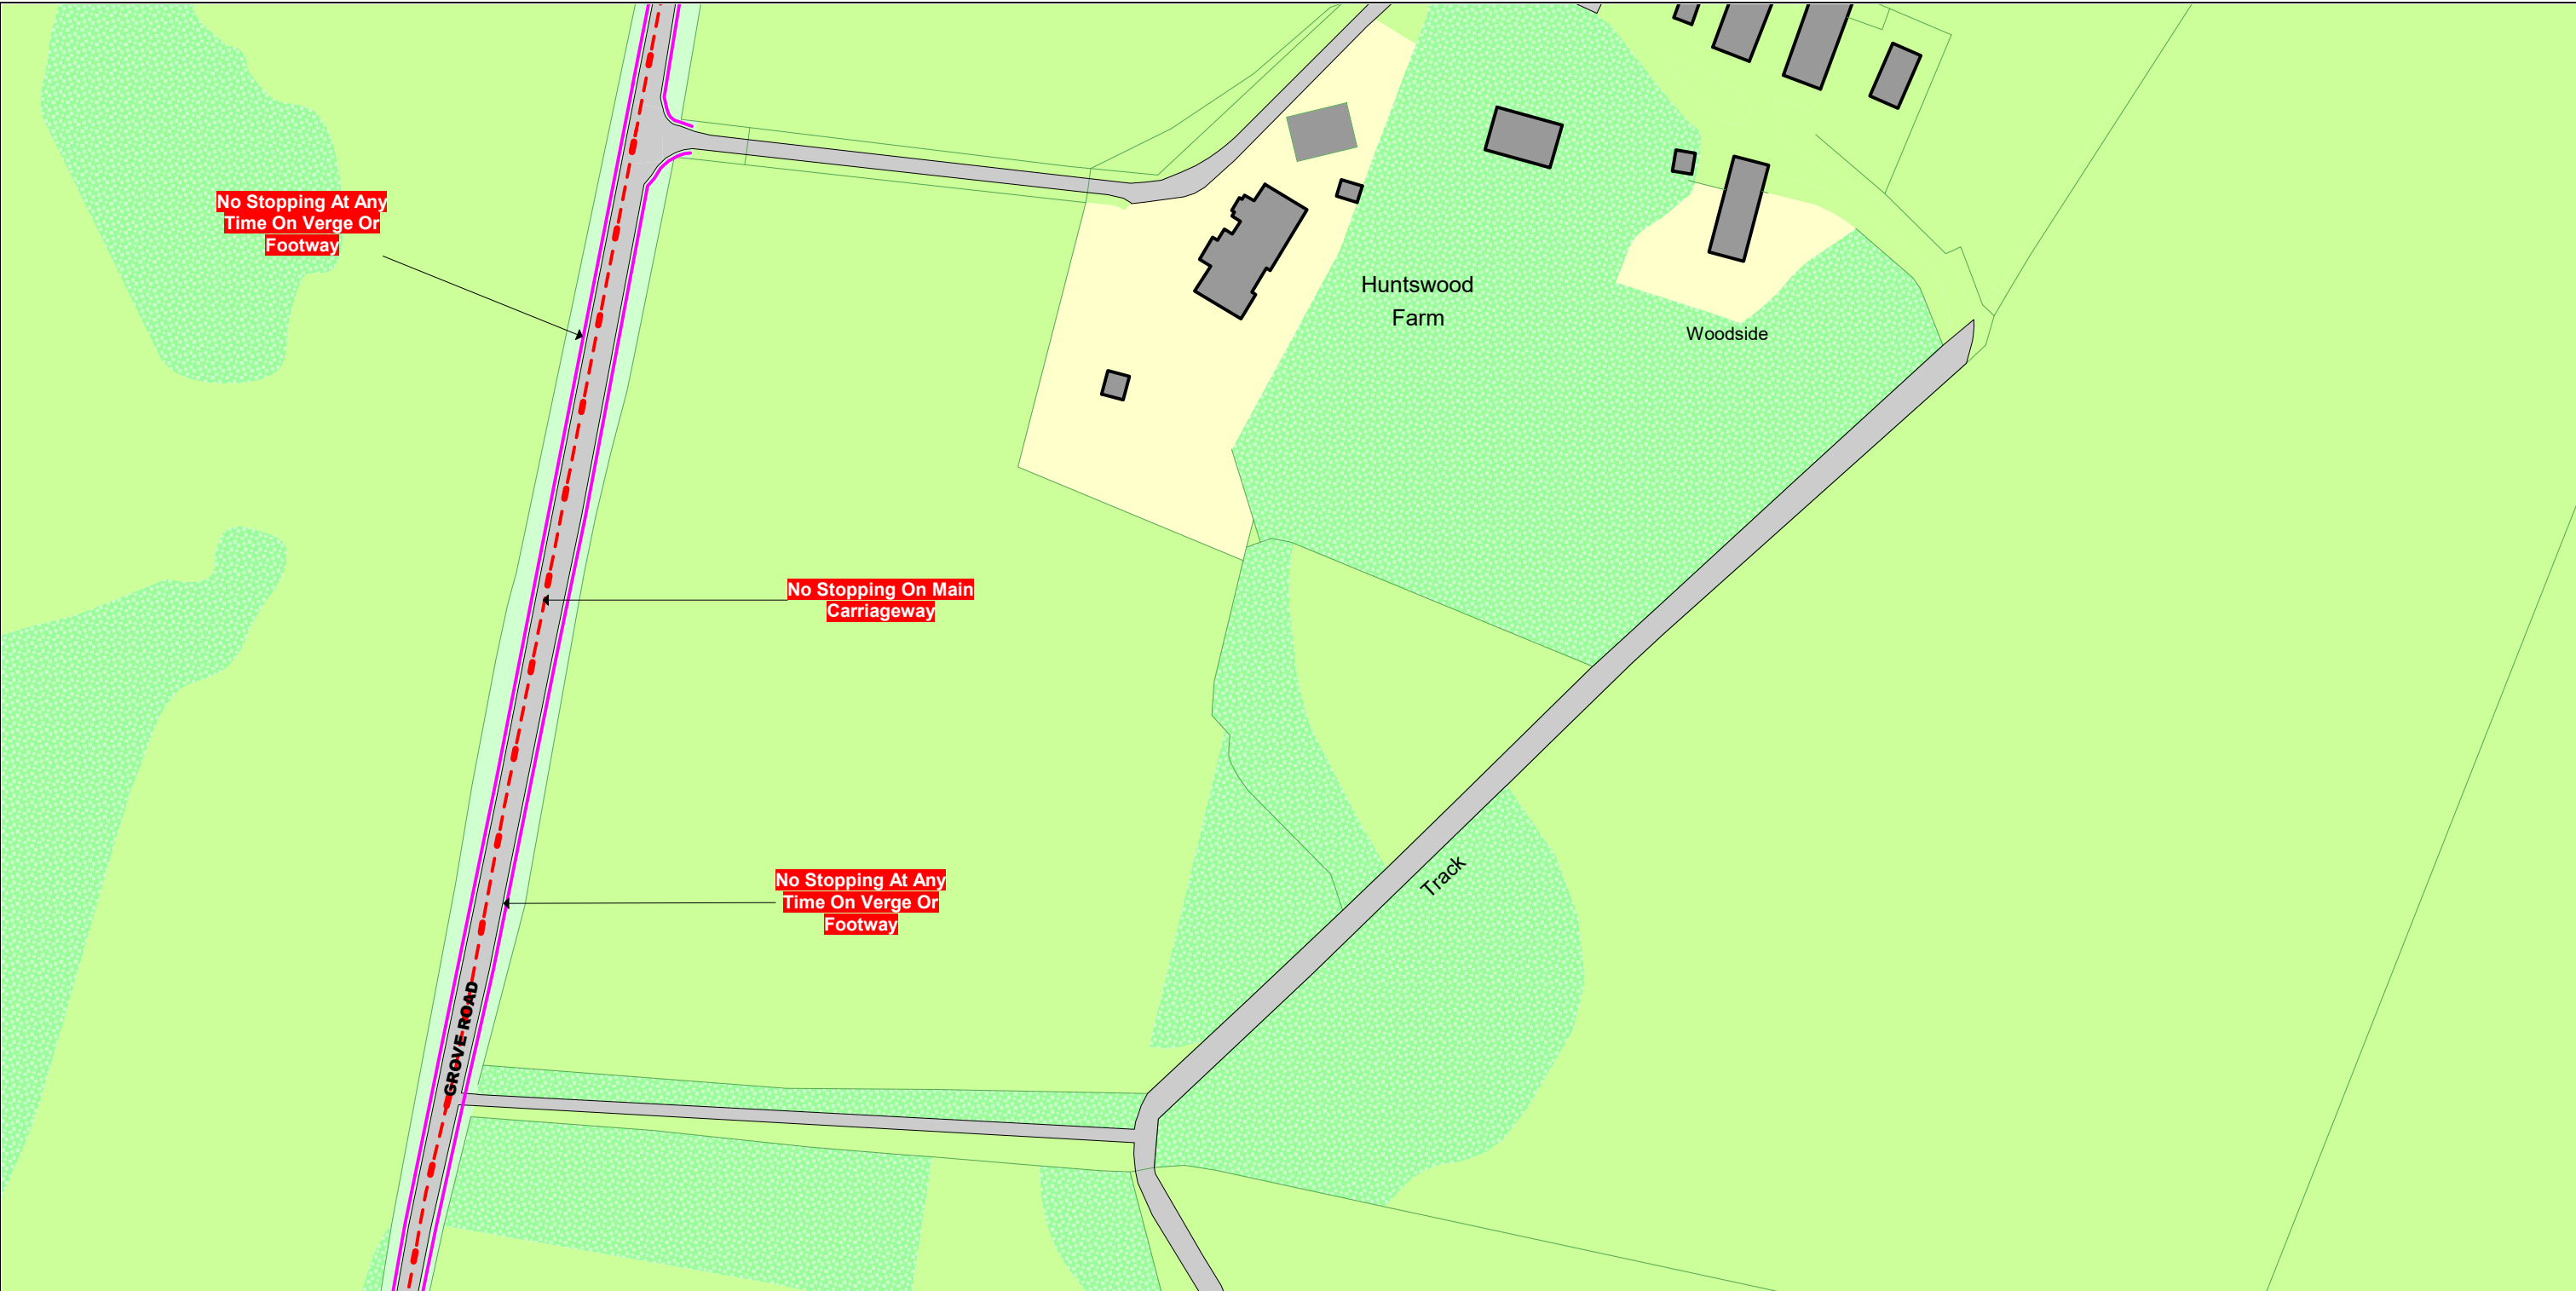 No Stopping At Any
Time On Verge Or
Footway
Huntswood
Farm
Woodside
No Stopping On Main
Carriageway
No Stopping At Any
Time On Verge Or
Footway
Track
GROVE ROAD